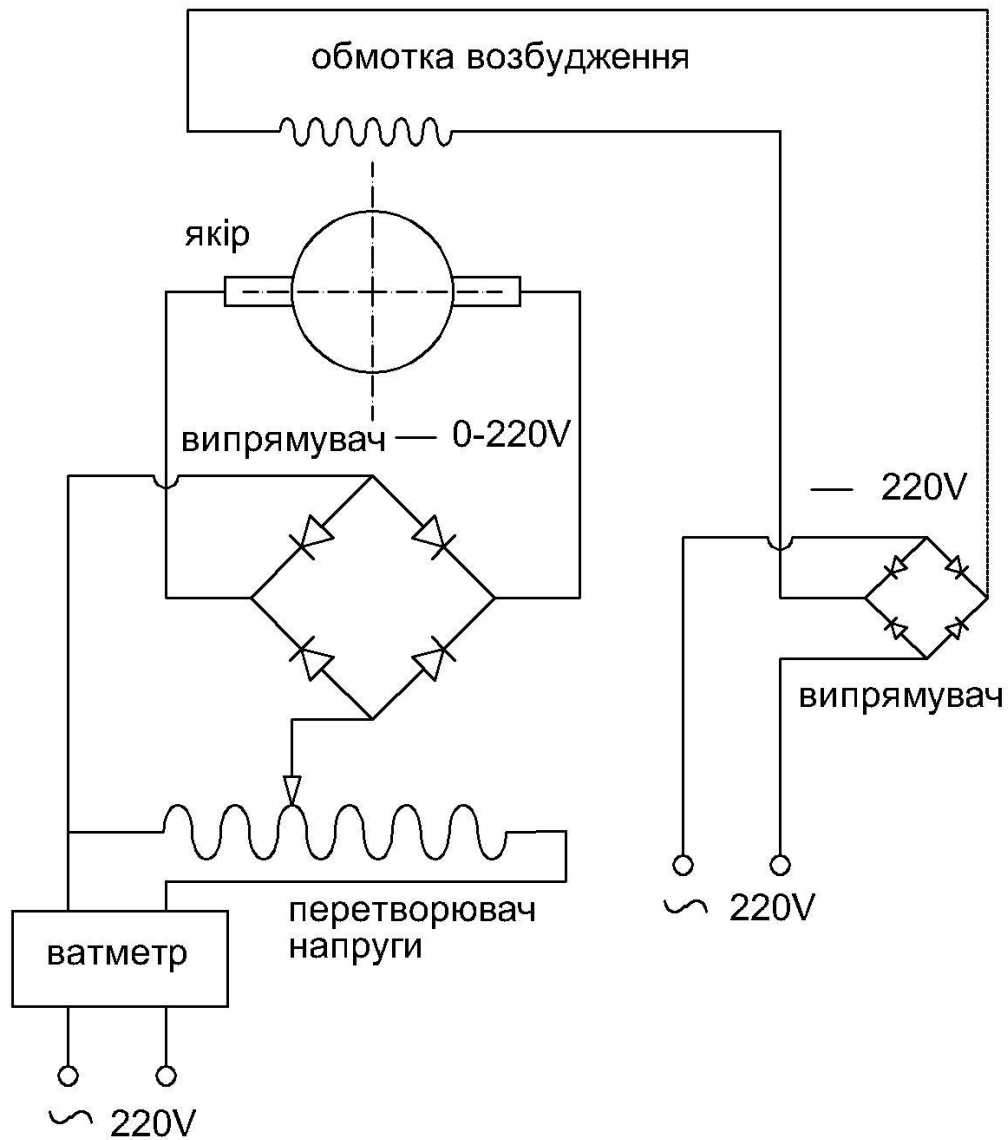 обмотка возбудження
якір
випрямувач — 0-220V
— 220V
випрямувач
перетворювач
напруги
ватметр
~ 220V
~ 220V